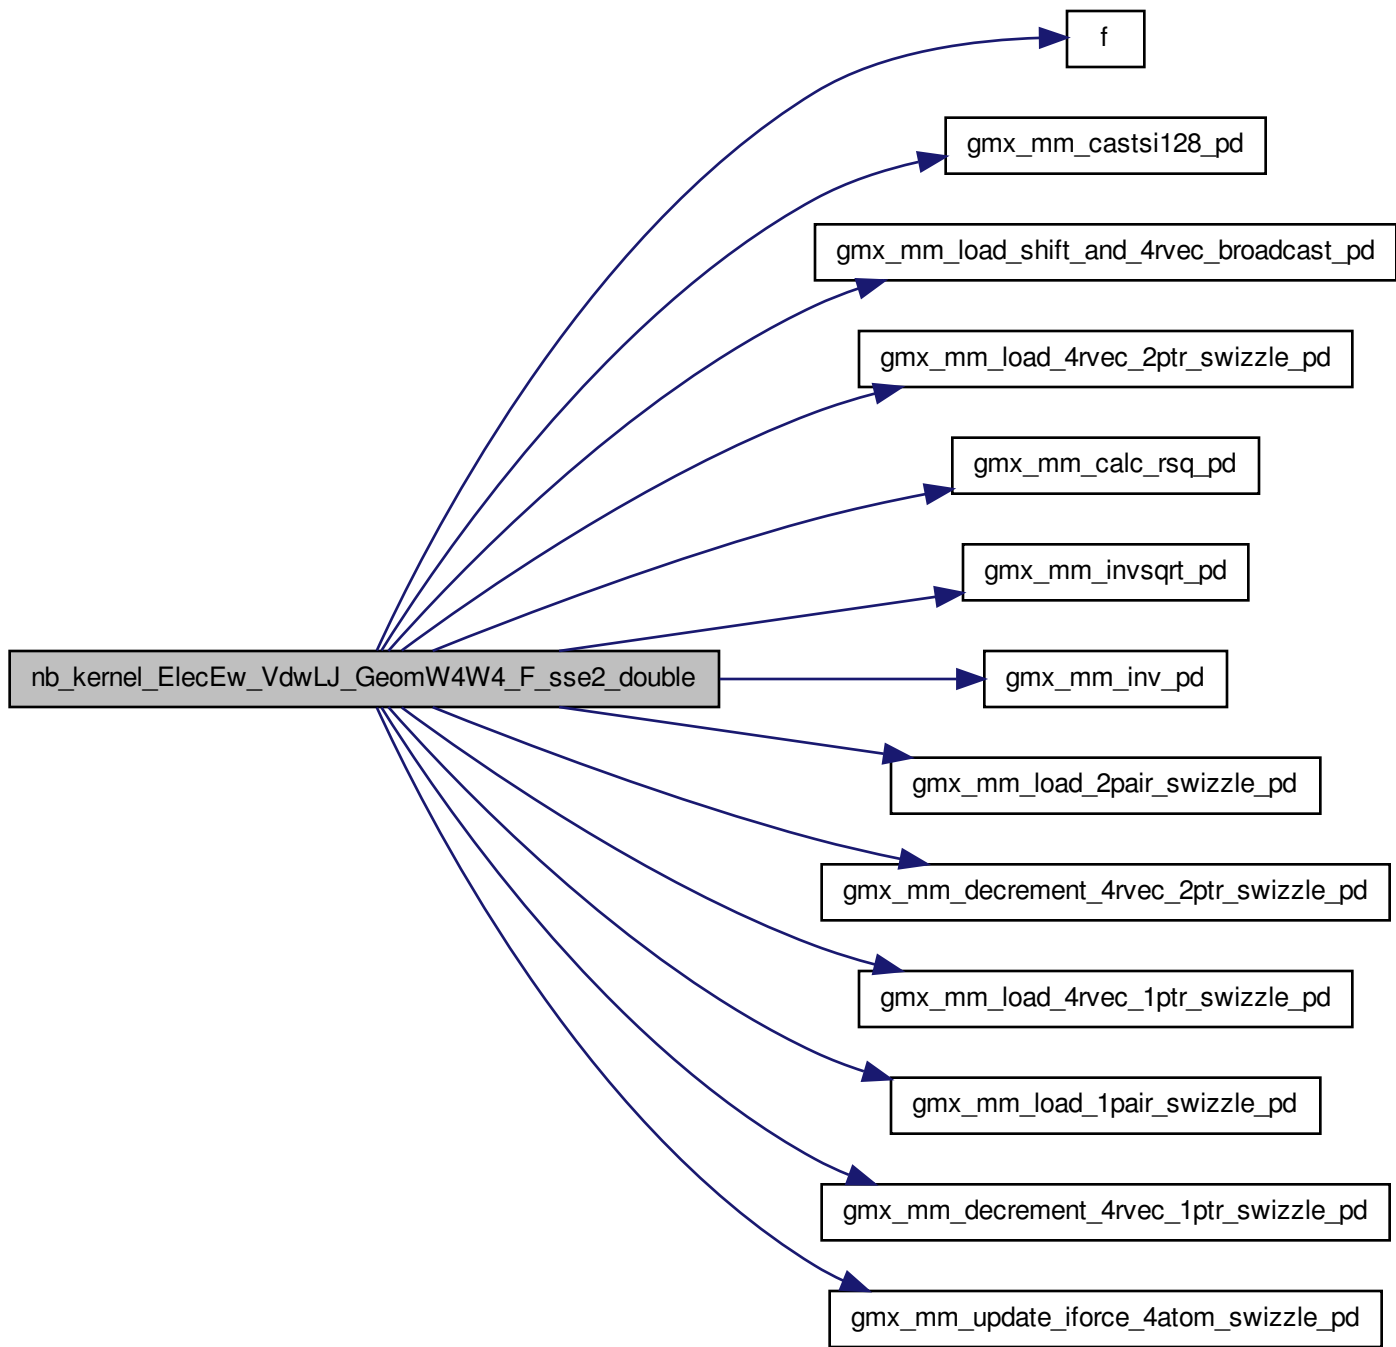 f
gmx_mm_castsi128_pd
gmx_mm_load_shift_and_4rvec_broadcast_pd
gmx_mm_load_4rvec_2ptr_swizzle_pd
gmx_mm_calc_rsq_pd
gmx_mm_invsqrt_pd
nb_kernel_ElecEw_VdwLJ_GeomW4W4_F_sse2_double
gmx_mm_inv_pd
gmx_mm_load_2pair_swizzle_pd
gmx_mm_decrement_4rvec_2ptr_swizzle_pd
gmx_mm_load_4rvec_1ptr_swizzle_pd
gmx_mm_load_1pair_swizzle_pd
gmx_mm_decrement_4rvec_1ptr_swizzle_pd
gmx_mm_update_iforce_4atom_swizzle_pd